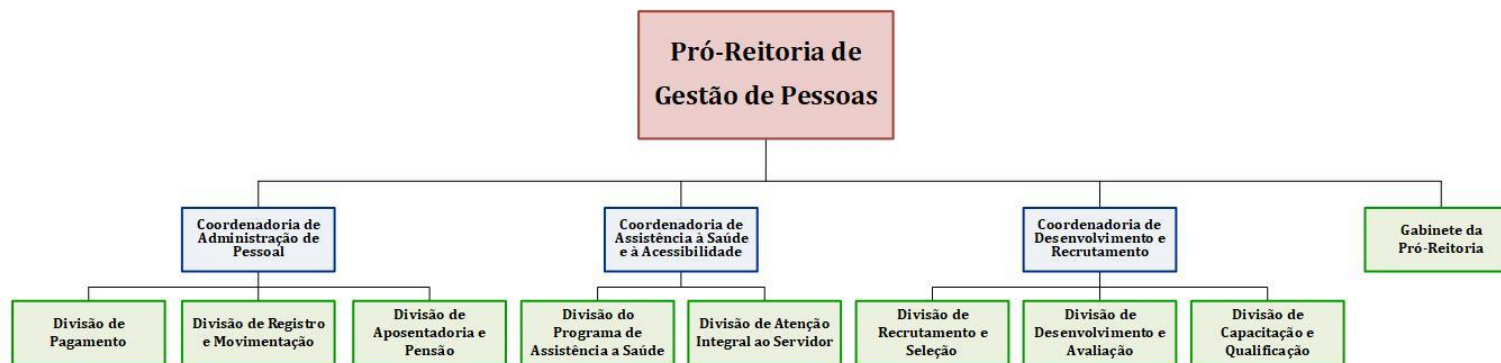 Pró-Reitoria de
Gestão de Pessoas
Coordenadoria de
Administração de
Pessoal
Coordenadoria de
Assistência à Saúde
e à Acessibilidade
Coordenadoria de
Desenvolvimento e
Recrutamento
Gabinete da
Pró-Reitoria
Divisão de
Pagamento
Divisão de Registro
e Movimentação
Divisão de
Aposentadoria e
Pensão
Divisão do
Programa de
Assistência a Saúde
Divisão de Atenção
Integral ao Servidor
Divisão de
Recrutamento e
Seleção
Divisão de
Desenvolvimento e
Avaliação
Divisão de
Capacitação e
Qualificação